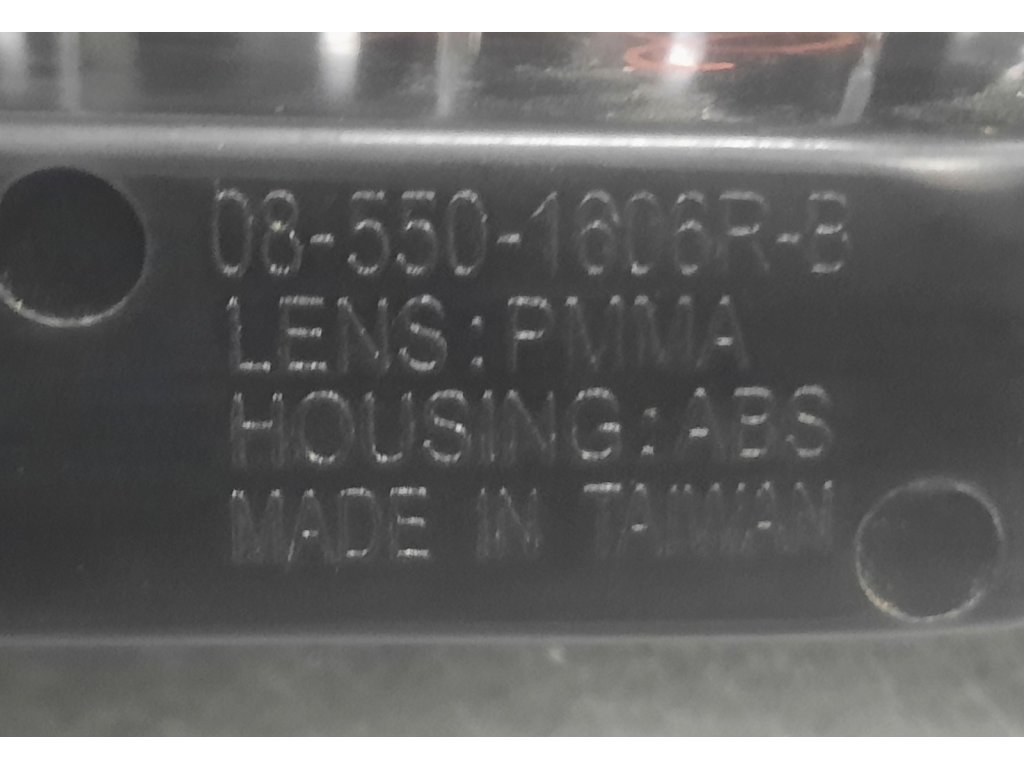 08-550-1606R-B
LENS:PMMA
HOUSING:ABS
MADE IN TAIWAN